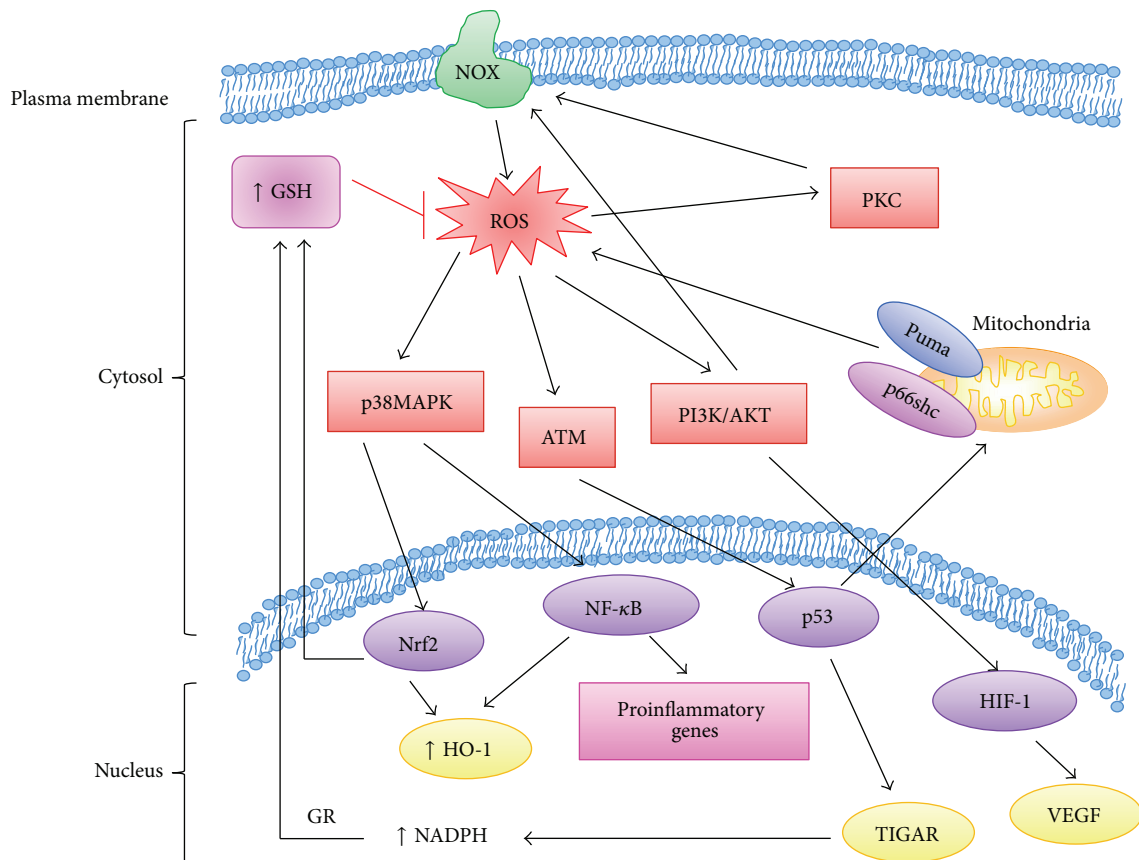 NOX
Plasma membrane
↑ GSH
ROS
PKC
Puma
Mitochondria
p66shc
Cytosol
p38MAPK
ATM
PI3K/AKT
NF-κB
p53
Nrf2
HIF-1
Proinflammatory
genes
↑ HO-1
Nucleus
VEGF
GR
↑ NADPH
TIGAR